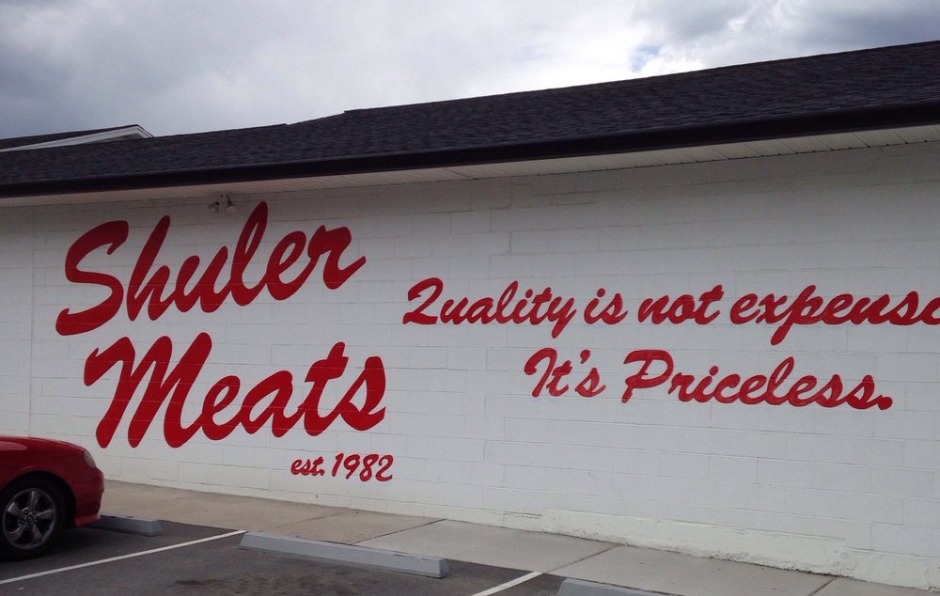 Shuler
Meats
est. 1982
Quality is not expens
It's Priceless.